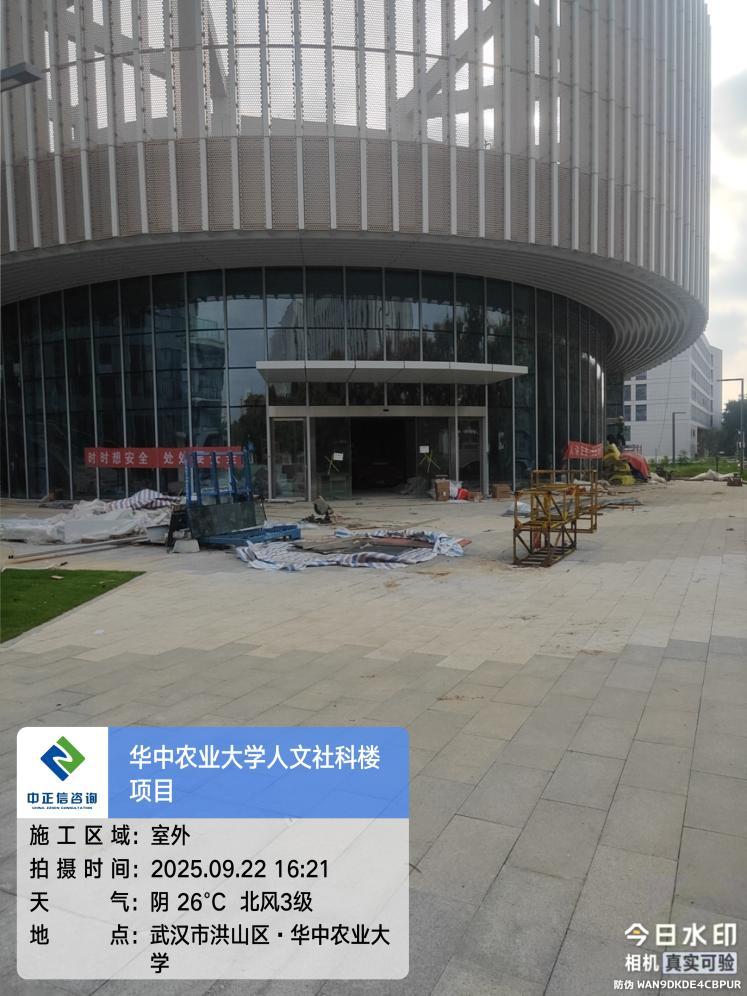 时时想安全 处处
中正信咨询
华中农业大学人文社科楼
项目
施工区域：室外
拍摄时间：2025.09.22 16:21
天气：阴 26℃ 北风3级
地点：武汉市洪山区·华中农业大
学
今日水印
相机 真实可验
防伪 WAN9DKDE4CBPUR